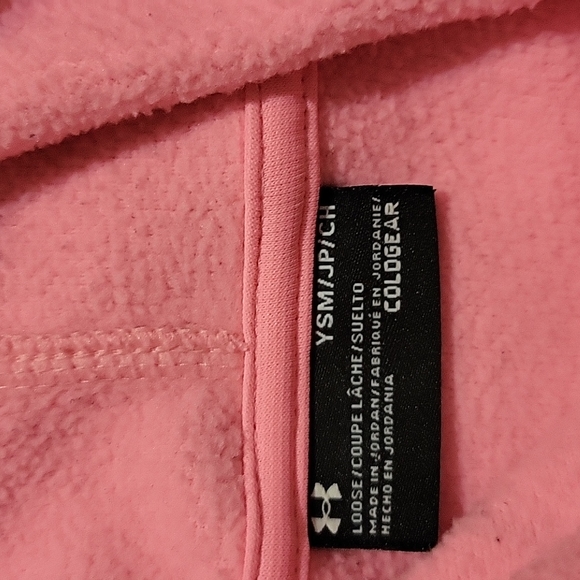 YSM/JP/CH
LOOSE/COUPE LÂCHE/SUELTO
MADE IN JORDAN/FABRIQUÉ EN JORDANIE/
HECHO EN JORDANIA
COLDGEAR